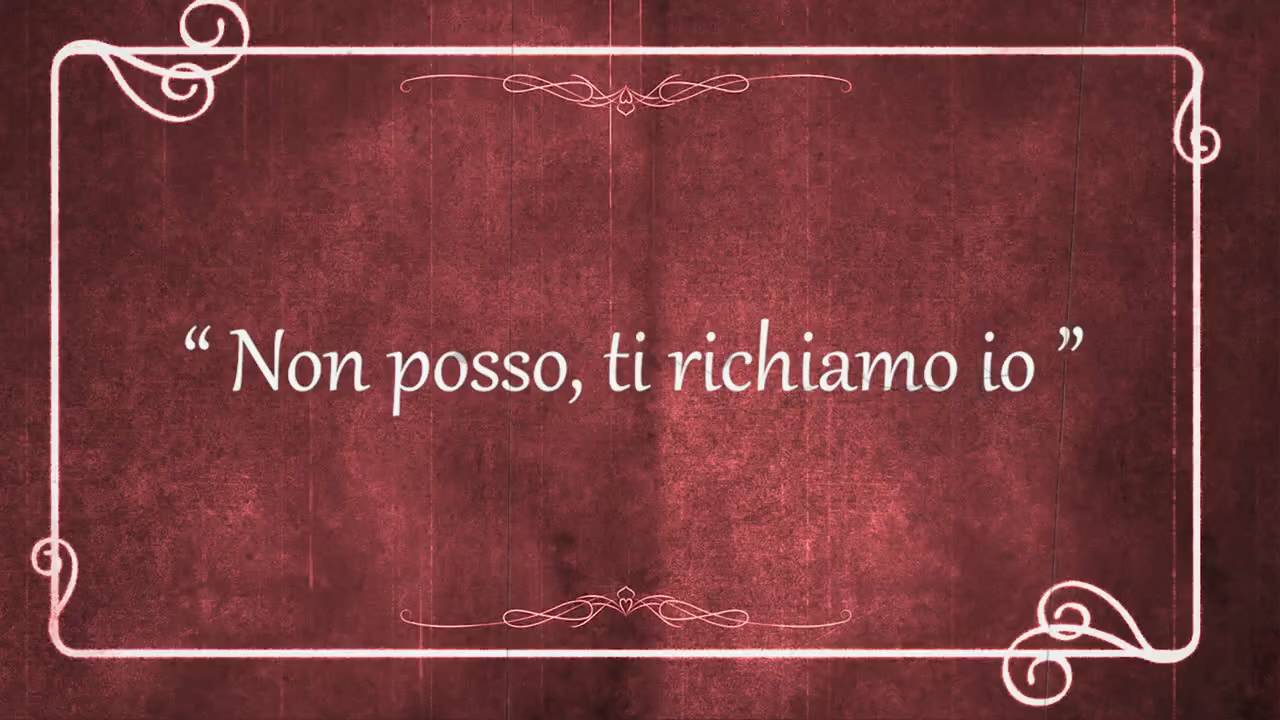 “ Non posso, ti richiamo io ”